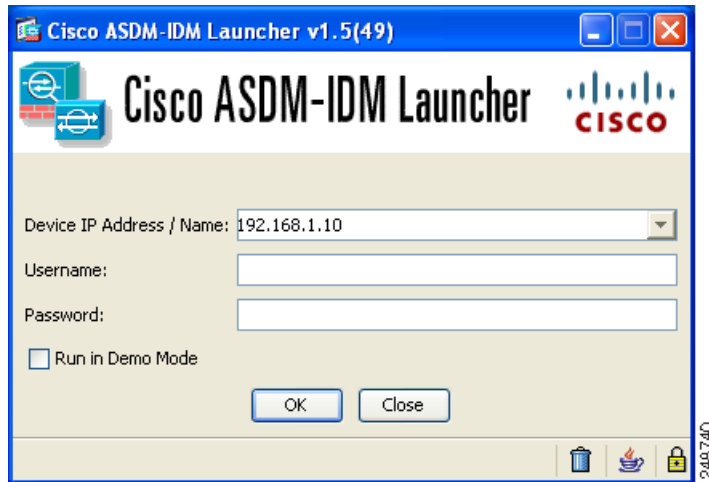 Cisco ASDM-IDM Launcher v1.5(49)
Cisco ASDM-IDM Launcher
CISCO
Device IP Address / Name: 192.168.1.10
Username:
Password:
Run in Demo Mode
OK Close
248740